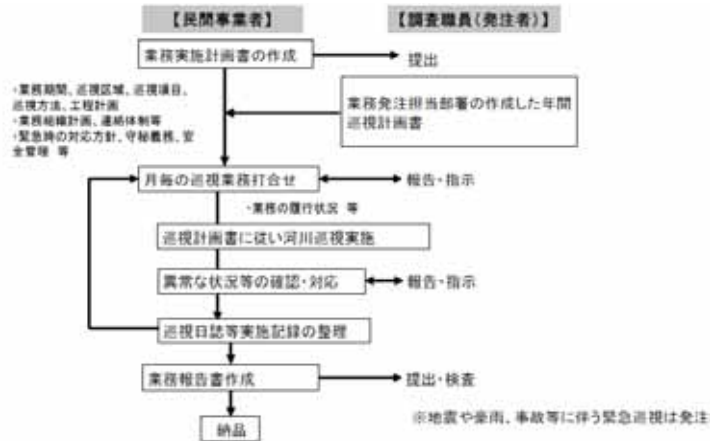 【民間事業者】
【調査職員(発注者)】
業務実施計画書の作成
提出
・業務期間、巡視区域、巡視項目、
巡視方法、工程計画
・業務組織計画、連絡体制等
・緊急時の対応方針、守秘義務、安
全管理 等
業務発注担当部署の作成した年間
巡視計画書
月毎の巡視業務打合せ
報告・指示
・業務の履行状況 等
巡視計画書に従い河川巡視実施
異常な状況等の確認・対応
報告・指示
巡視日誌等実施記録の整理
業務報告書作成
提出・検査
納品
※地震や豪雨、事故等に伴う緊急巡視は発注